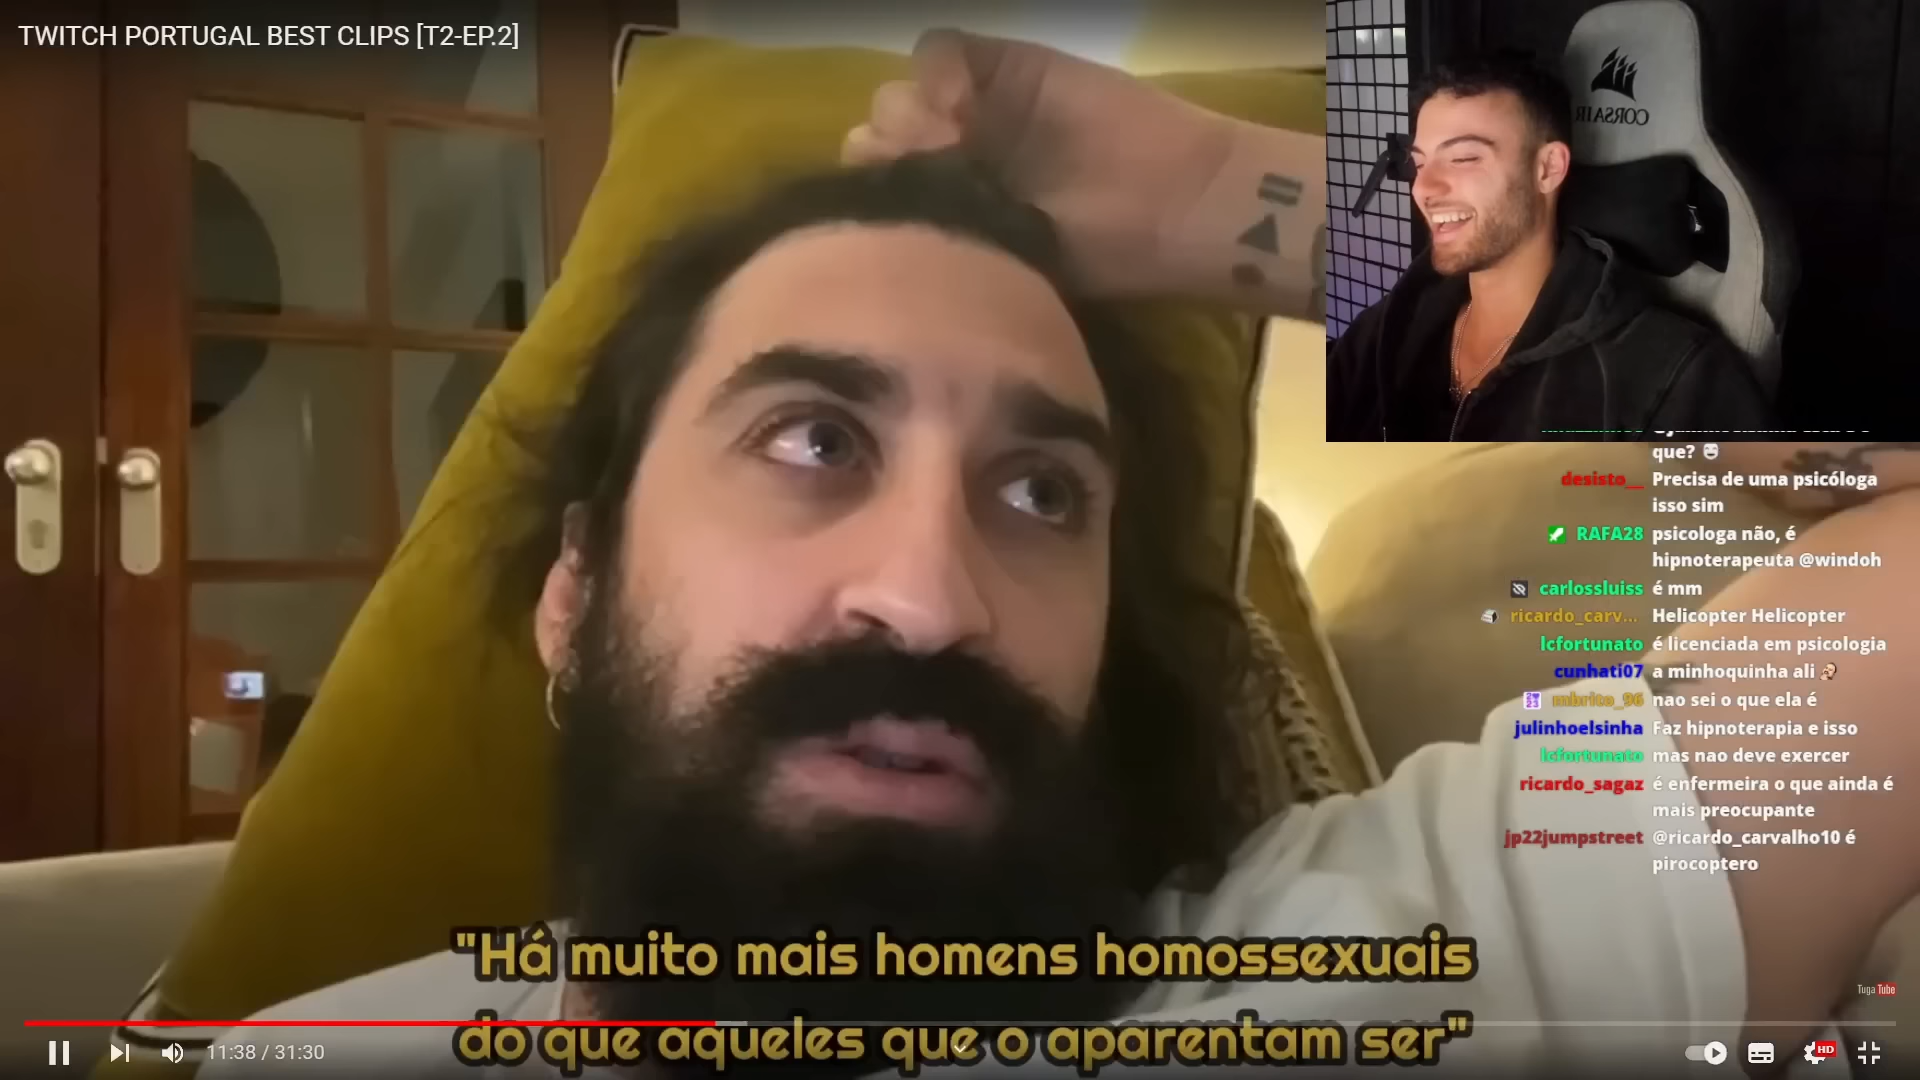 TWITCH PORTUGAL BEST CLIPS [T2-EP.2]
CORSAIR
que?
desisto__ Precisa de uma psicóloga
isso sim
RAFA28 psicologa não, é
hipnoterapeuta @windoh
carlossluiss é mm
ricardo_carv... Helicopter Helicopter
lcfortunato é licenciada em psicologia
cunhati07 a minhoquinha ali
mbrito_96 nao sei o que ela é
julinhoelsinha Faz hipnoterapia e isso
lcfortunato mas nao deve exercer
ricardo_sagaz é enfermeira o que ainda é
mais preocupante
jp22jumpstreet @ricardo_carvalho10 é
pirocoptero
"Há muito mais homens homossexuais
do que aqueles que o aparentam ser"
Tuga Tube
11:38 / 31:30
HD